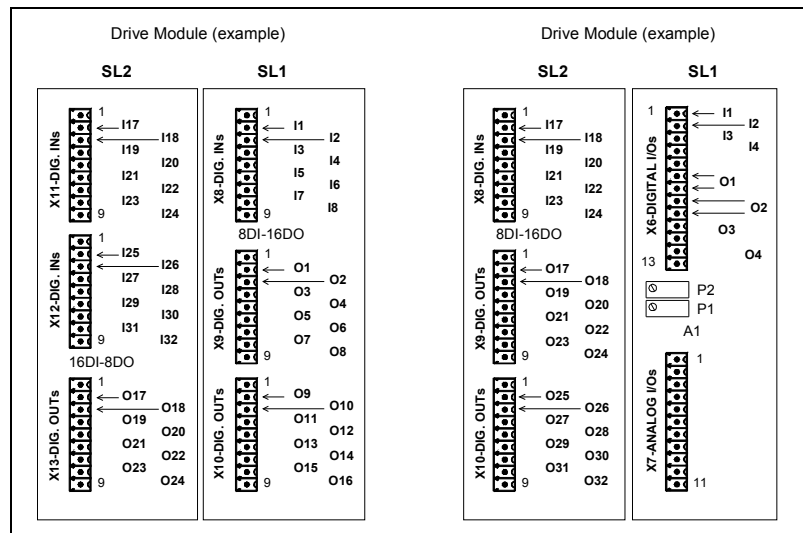 Drive Module (example)
SL2
SL1
X11-DIG. INs
1
I17
I18
I19
I20
I21
I22
I23
I24
9
X12-DIG. INs
1
I25
I26
I27
I28
I29
I30
I31
I32
9
16DI-8DO
X13-DIG. OUTs
1
O17
O18
O19
O20
O21
O22
O23
O24
9
X8-DIG. INs
1
I1
I2
I3
I4
I5
I6
I7
I8
9
8DI-16DO
X9-DIG. OUTs
1
O1
O2
O3
O4
O5
O6
O7
O8
9
X10-DIG. OUTs
1
O9
O10
O11
O12
O13
O14
O15
O16
9
Drive Module (example)
SL2
SL1
X8-DIG. INs
1
I17
I18
I19
I20
I21
I22
I23
I24
9
8DI-16DO
X9-DIG. OUTs
1
O17
O18
O19
O20
O21
O22
O23
O24
9
X10-DIG. OUTs
1
O25
O26
O27
O28
O29
O30
O31
O32
9
X6-DIGITAL I/Os
1
I1
I2
I3
I4
O1
O2
O3
O4
13
P2
P1
A1
X7-ANALOG I/Os
1
11